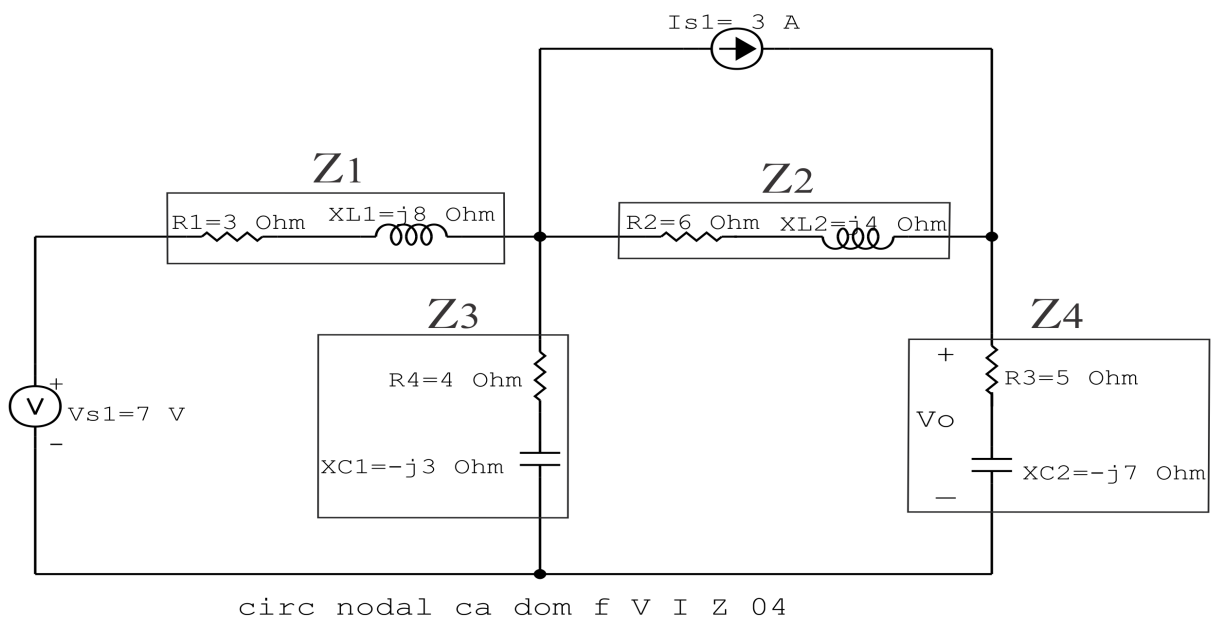 Is1= 3 A
Z1
Z2
R1=3 Ohm
XL1=j8 Ohm
R2=6 Ohm
XL2=j4 Ohm
Z3
Z4
R4=4 Ohm
+
R3=5 Ohm
+
V
Vs1=7 V
Vo
−
XC1=-j3 Ohm
XC2=-j7 Ohm
−
circ nodal ca dom f V I Z 04